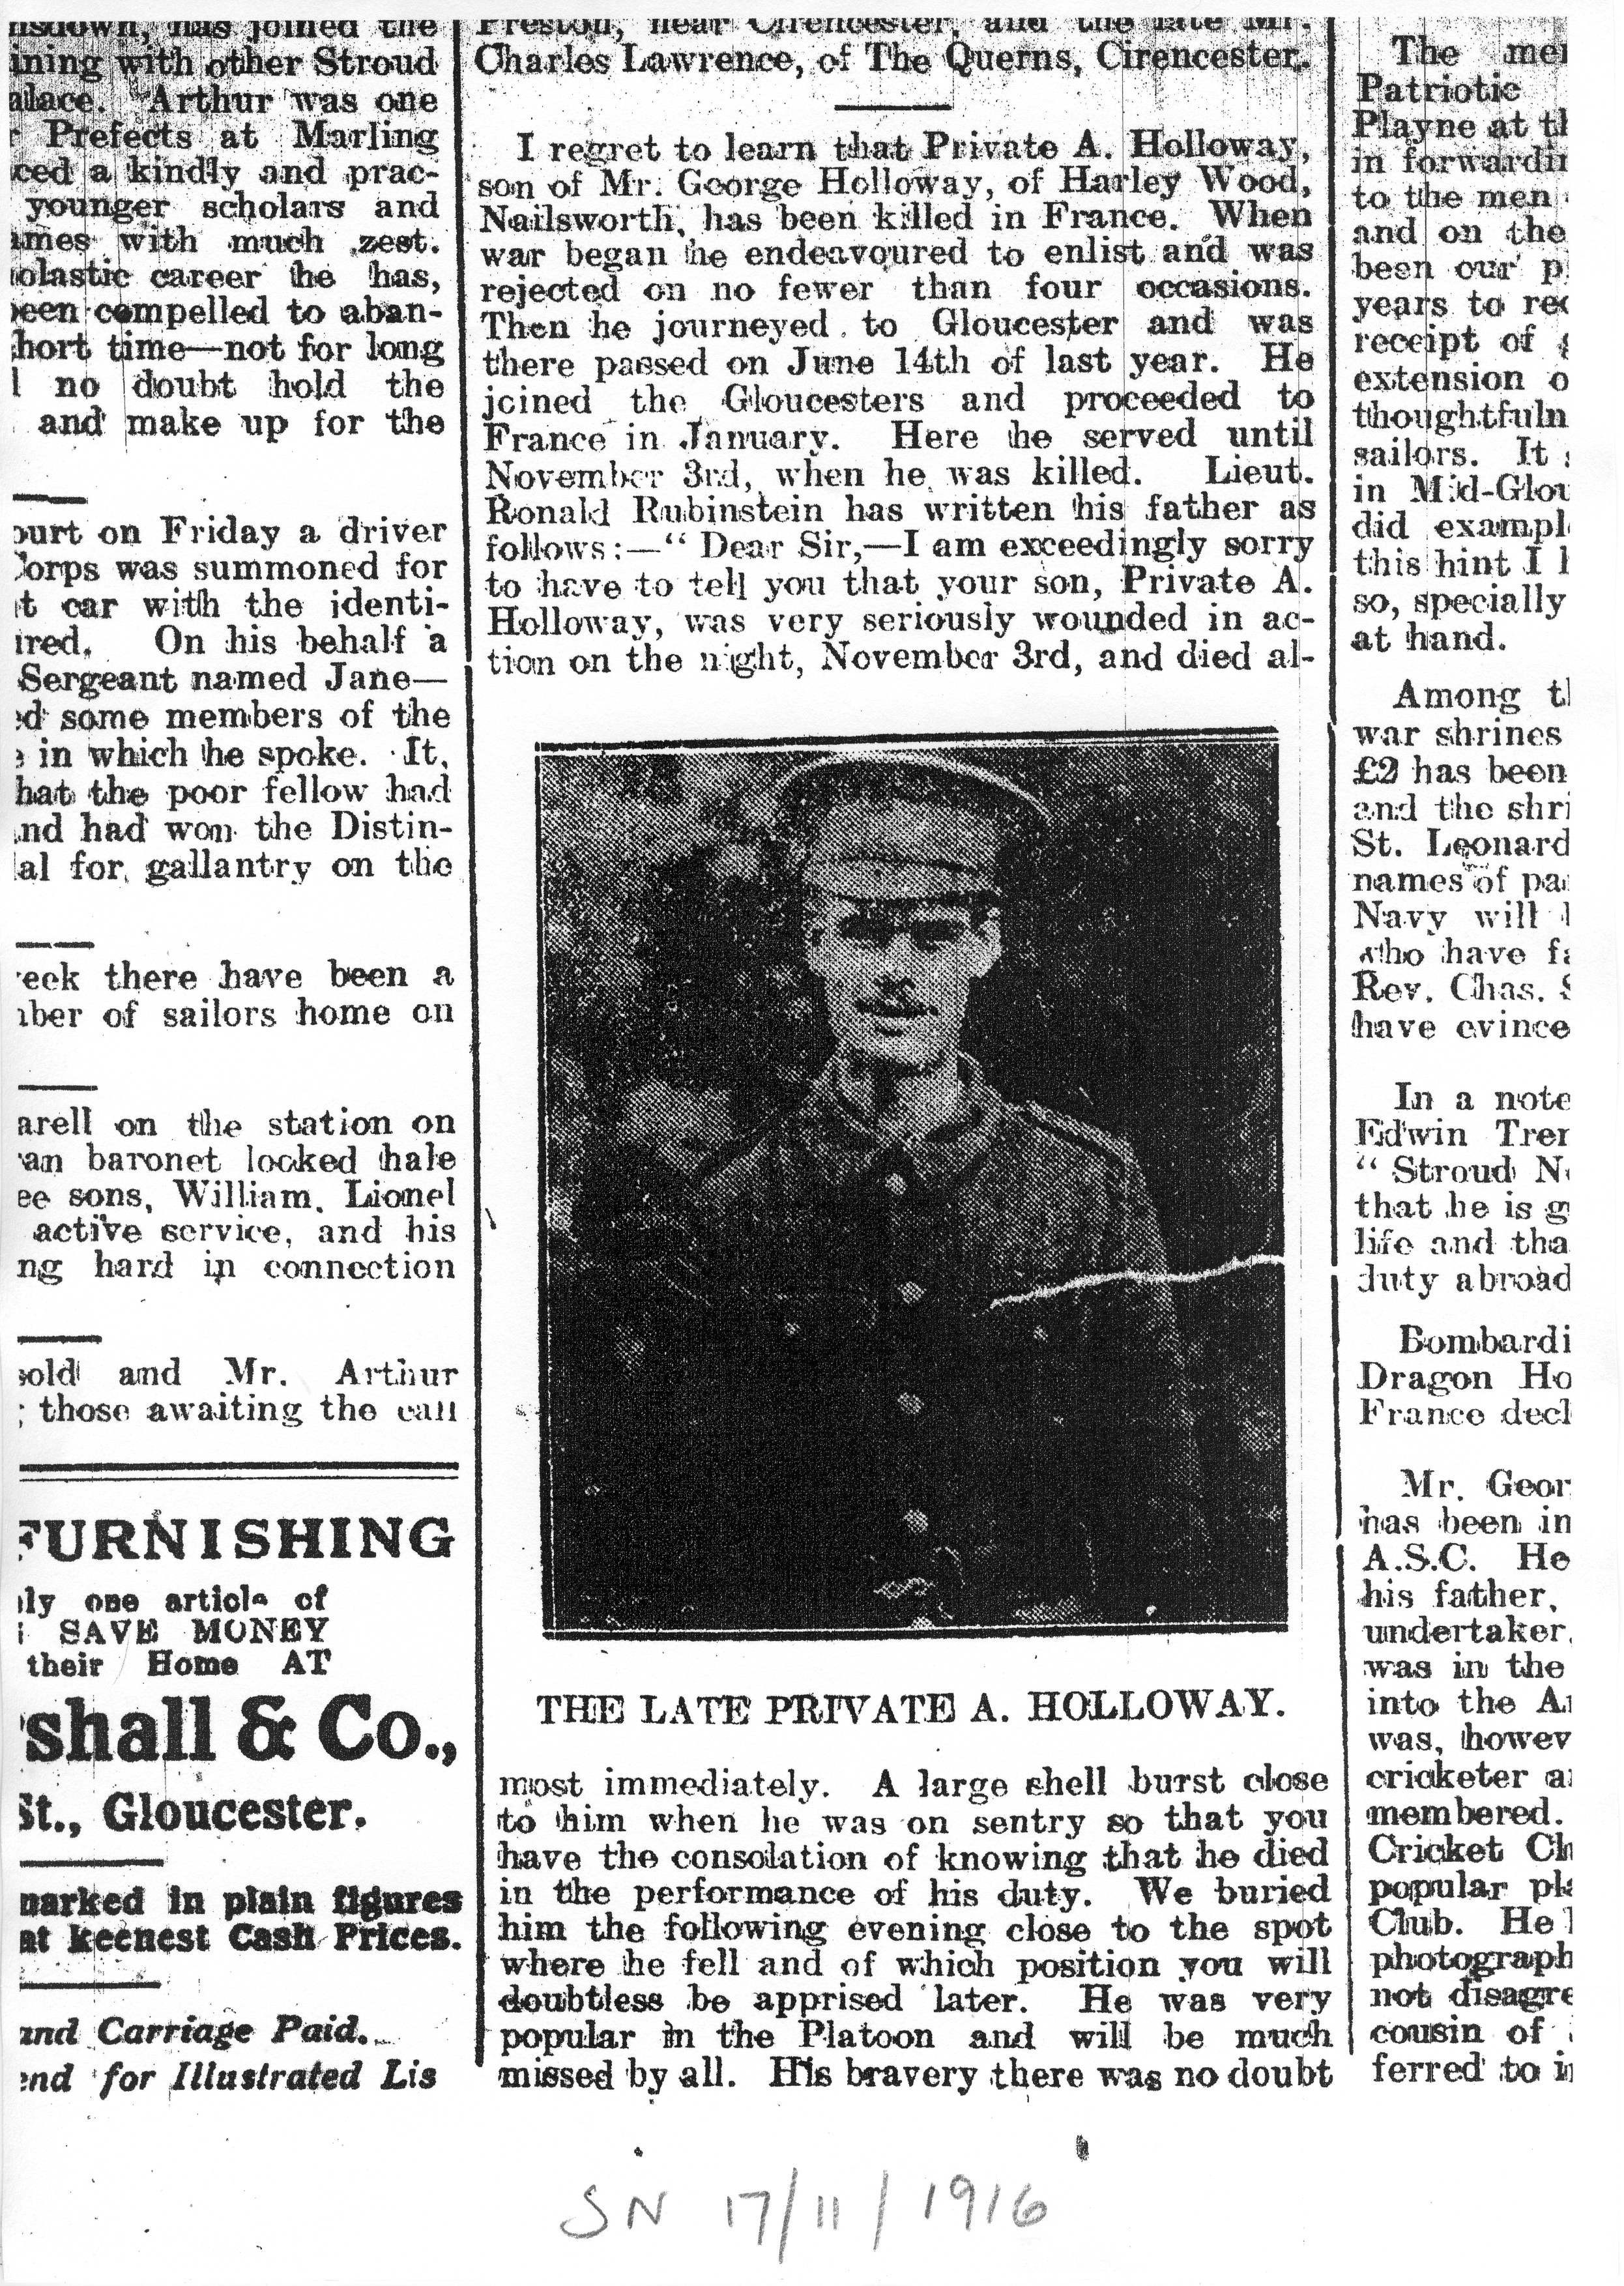 nsdown, has joined the
ining with other Stroud
alace. Arthur was one
r Prefects at Marling
ced a kindly and prac-
younger scholars and
ames with much zest.
olastic career he has,
been compelled to aban-
hort time—not for long
l no doubt hold the
and make up for the
ourt on Friday a driver
Corps was summoned for
t car with the identi-
ired. On his behalf a
Sergeant named Jane—
ed some members of the
e in which he spoke. It,
hat the poor fellow had
and had won the Distin-
al for gallantry on the
eek there have been a
ber of sailors home on
arell on the station on
an baronet looked hale
ee sons, William, Lionel
active service, and his
ng hard in connection
sold and Mr. Arthur
; those awaiting the call
FURNISHING
ly one article of
SAVE MONEY
their Home AT
shall & Co.,
St., Gloucester.
marked in plain figures
at keenest Cash Prices.
and Carriage Paid.
end for Illustrated Lis
Preston, near Cirencester, and the late Mr.
Charles Lawrence, of The Querns, Cirencester.
I regret to learn that Private A. Holloway,
son of Mr. George Holloway, of Harley Wood,
Nailsworth, has been killed in France. When
war began he endeavoured to enlist and was
rejected on no fewer than four occasions.
Then he journeyed to Gloucester and was
there passed on June 14th of last year. He
joined the Gloucesters and proceeded to
France in January. Here he served until
November 3rd, when he was killed. Lieut.
Ronald Rubinstein has written his father as
follows:—“ Dear Sir,—I am exceedingly sorry
to have to tell you that your son, Private A.
Holloway, was very seriously wounded in ac-
tion on the night, November 3rd, and died al-
THE LATE PRIVATE A. HOLLOWAY.
most immediately. A large shell burst close
to him when he was on sentry so that you
have the consolation of knowing that he died
in the performance of his duty. We buried
him the following evening close to the spot
where he fell and of which position you will
doubtless be apprised later. He was very
popular in the Platoon and will be much
missed by all. His bravery there was no doubt
The mem
Patriotic
Playne at th
in forwardin
to the men
and on the
been our p
years to rec
receipt of
extension o
thoughtfuln
sailors. It
in Mid-Glou
did exampl
this hint I h
so, specially
at hand.
Among th
war shrines
£2 has been
and the shri
St. Leonard
names of pa
Navy will
who have fa
Rev. Chas. S
have evince
In a note
Edwin Trer
“ Stroud N
that he is g
life and tha
duty abroad
Bombardi
Dragon Ho
France decl
Mr. Geor
has been in
A.S.C. He
his father,
undertaker.
was in the
into the A
was, howev
cricketer a
membered.
Cricket Cl
popular pla
Club. He
photograph
not disagre
cousin of
ferred to i
SN 17/11/1916